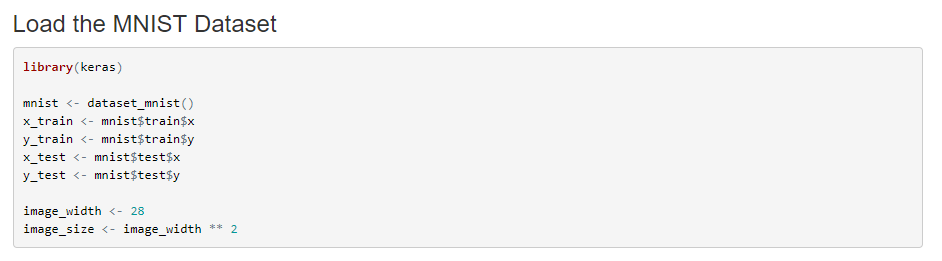 Load the MNIST Dataset
library(keras)
mnist <- dataset_mnist()
x_train <- mnist$train$x
y_train <- mnist$train$y
x_test <- mnist$test$x
y_test <- mnist$test$y
image_width <- 28
image_size <- image_width ** 2